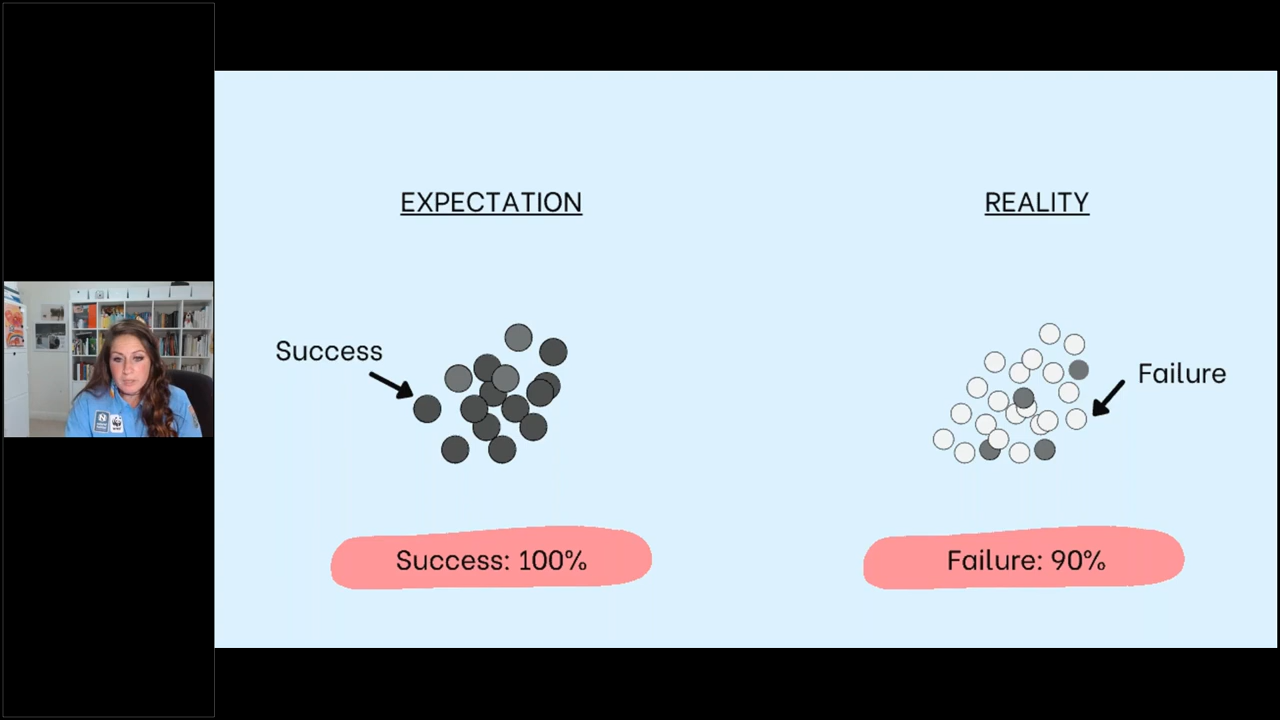 EXPECTATION
REALITY
Success
Failure
Success: 100%
Failure: 90%